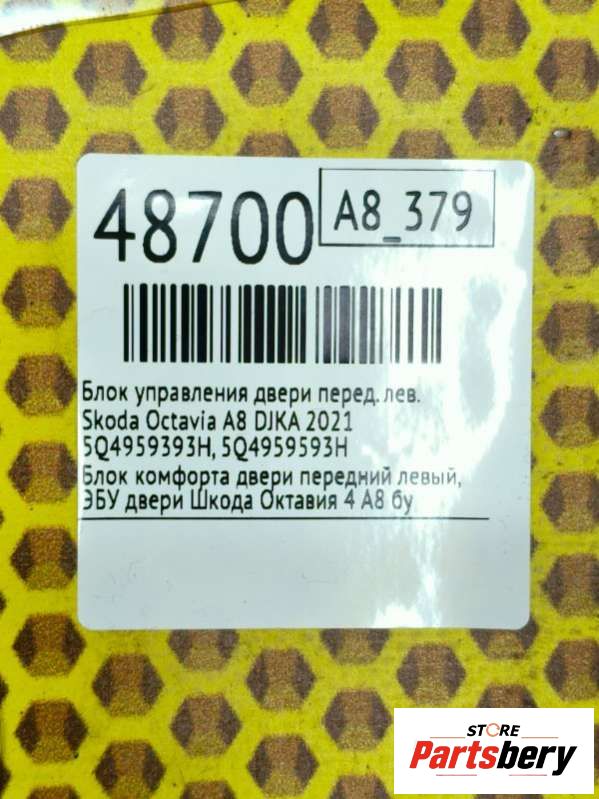 48700
A8_379
Блок управления двери перед. лев.
Skoda Octavia A8 DJKA 2021
5Q4959393H, 5Q4959593H
Блок комфорта двери передний левый,
ЭБУ двери Шкода Октавия 4 А8 бу
STORE
Partsbery